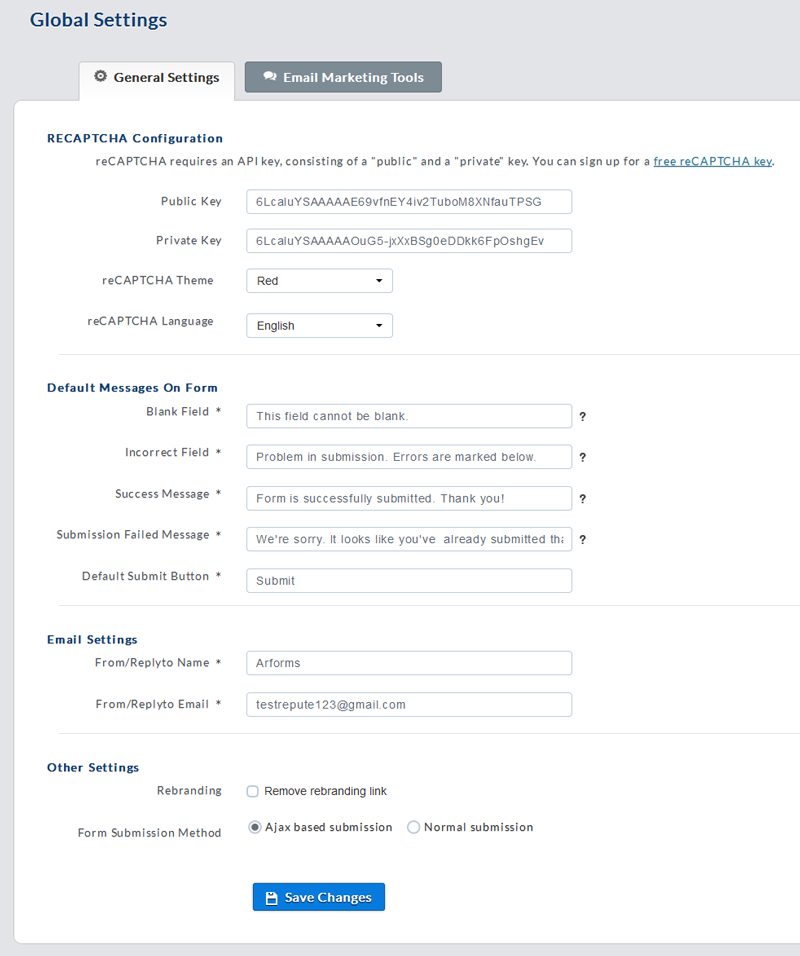 Global Settings
General Settings
Email Marketing Tools
RECAPTCHA Configuration
reCAPTCHA requires an API key, consisting of a "public" and a "private" key. You can sign up for a free reCAPTCHA key.
Public Key 6LcaluYSAAAAAE69vfnEY4iv2TuboM8XNfauTPSG
Private Key 6LcaluYSAAAAAOuG5-jxXxBSg0eDDkk6FpOshgEv
reCAPTCHA Theme Red
reCAPTCHA Language English
Default Messages On Form
Blank Field * This field cannot be blank. ?
Incorrect Field * Problem in submission. Errors are marked below. ?
Success Message * Form is successfully submitted. Thank you! ?
Submission Failed Message * We're sorry. It looks like you've already submitted tha ?
Default Submit Button * Submit
Email Settings
From/Replyto Name * Arforms
From/Replyto Email * testrepute123@gmail.com
Other Settings
Rebranding Remove rebranding link
Form Submission Method Ajax based submission Normal submission
Save Changes